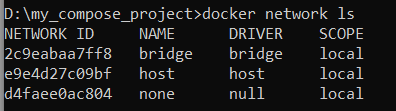 D:\my_compose_project>docker network ls
NETWORK ID     NAME      DRIVER    SCOPE
2c9eabaa7ff8   bridge    bridge    local
e9e4d27c09bf   host      host      local
d4faee0ac804   none      null      local